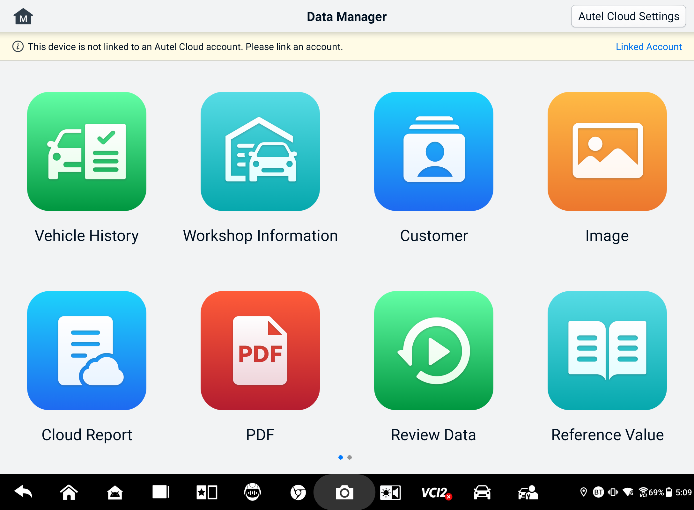 M
Data Manager
Autel Cloud Settings
This device is not linked to an Autel Cloud account. Please link an account.
Linked Account
Vehicle History
Workshop Information
Customer
Image
PDF
Cloud Report
PDF
Review Data
Reference Value
VCI2
BT
69%
5:09